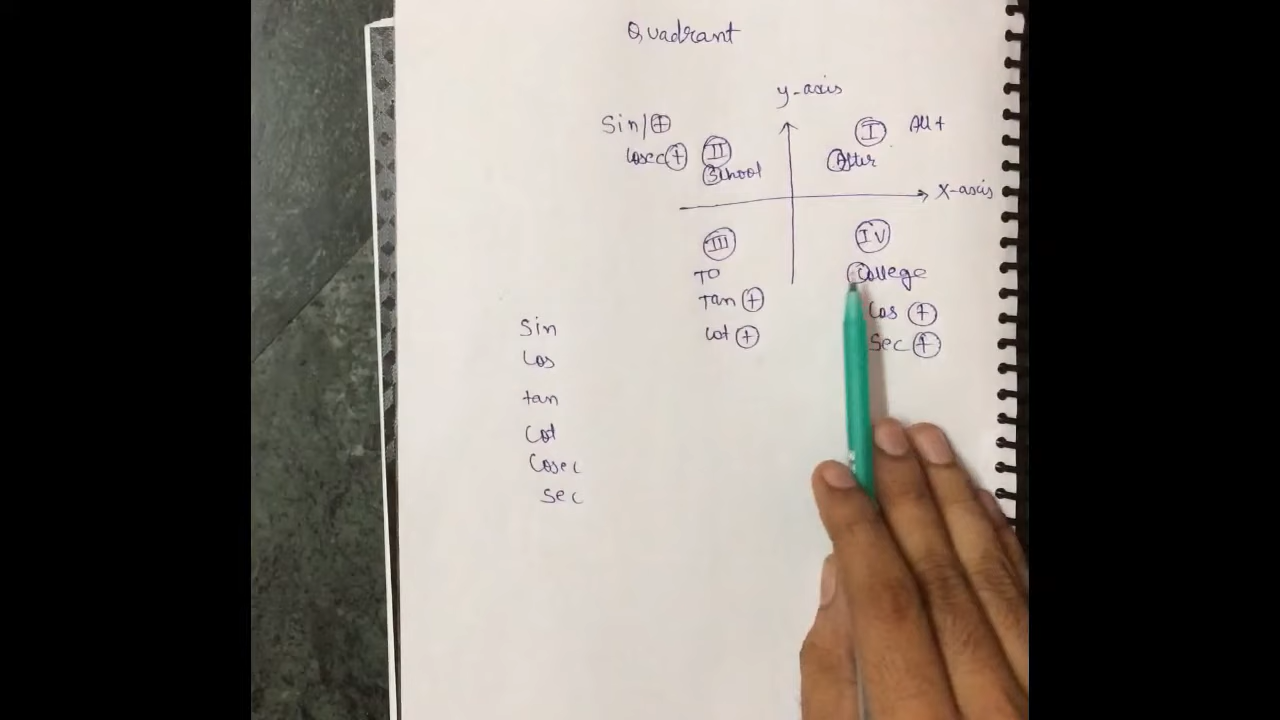 Quadrant
y-axis
Sin/+
I All +
Cosec +
II
After
School
X-axis
III
IV
TO
College
Tan +
Cos +
Cot +
Sec +
Sin
Cos
tan
Cot
Cosec
Sec